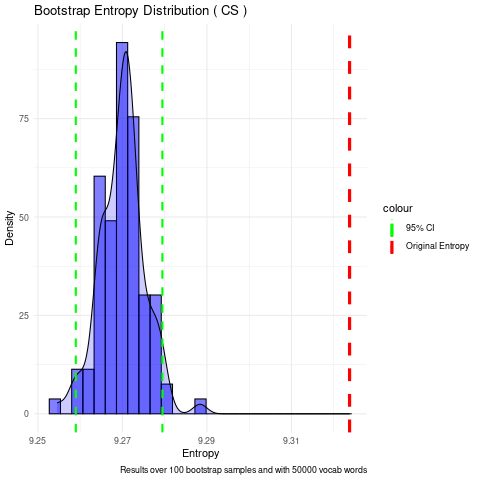 Bootstrap Entropy Distribution ( CS )
Density
75
50
25
0
9.25
9.27
9.29
9.31
Entropy
colour
95% CI
Original Entropy
Results over 100 bootstrap samples and with 50000 vocab words